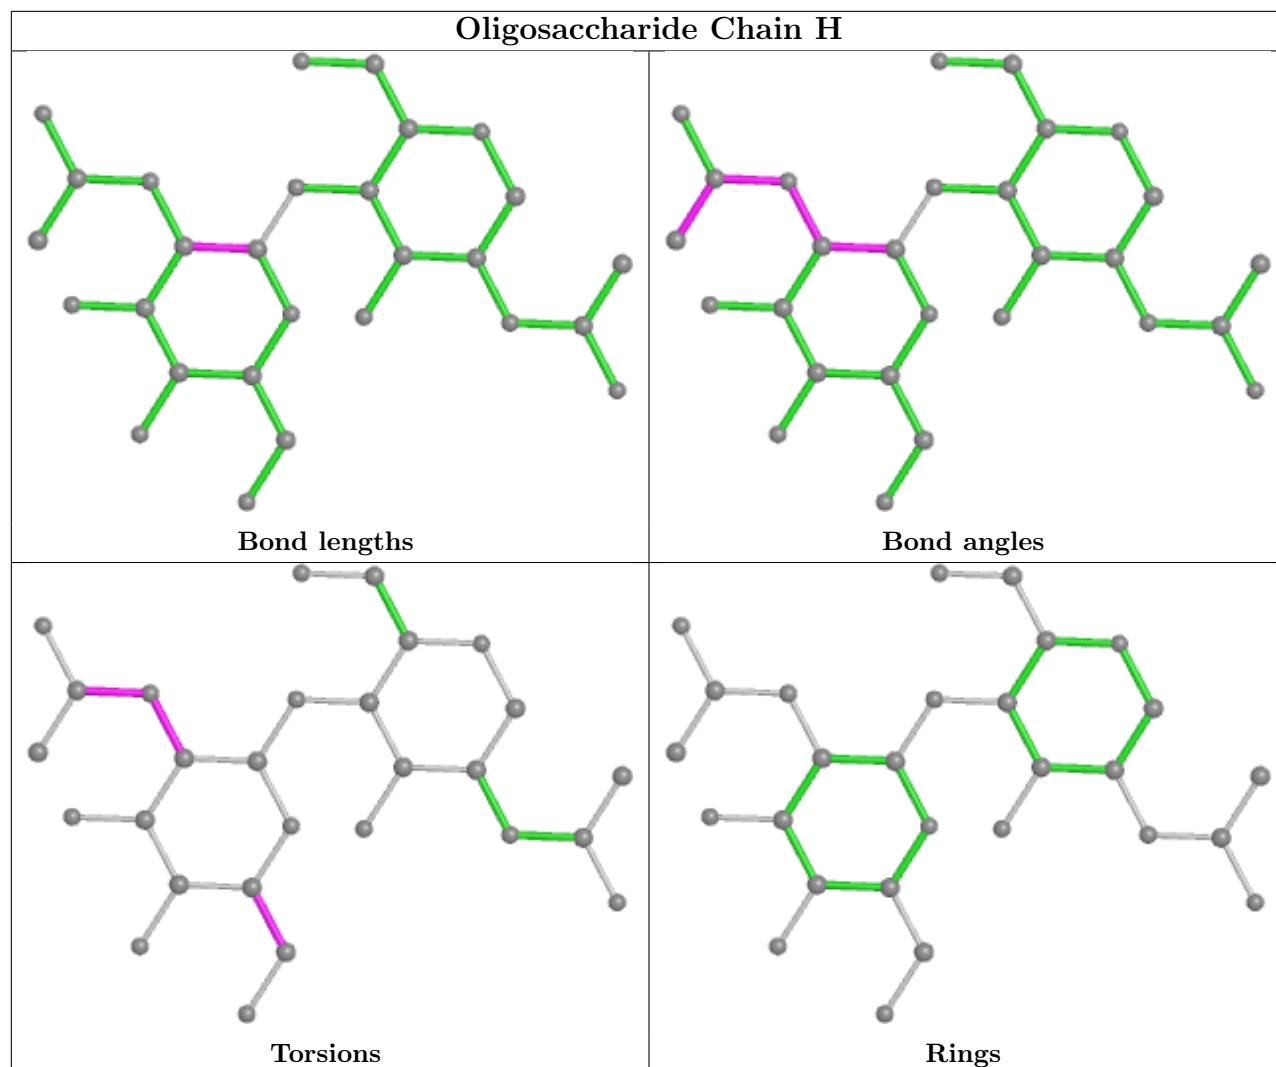 Oligosaccharide Chain H
Bond lengths
Bond angles
Torsions
Rings